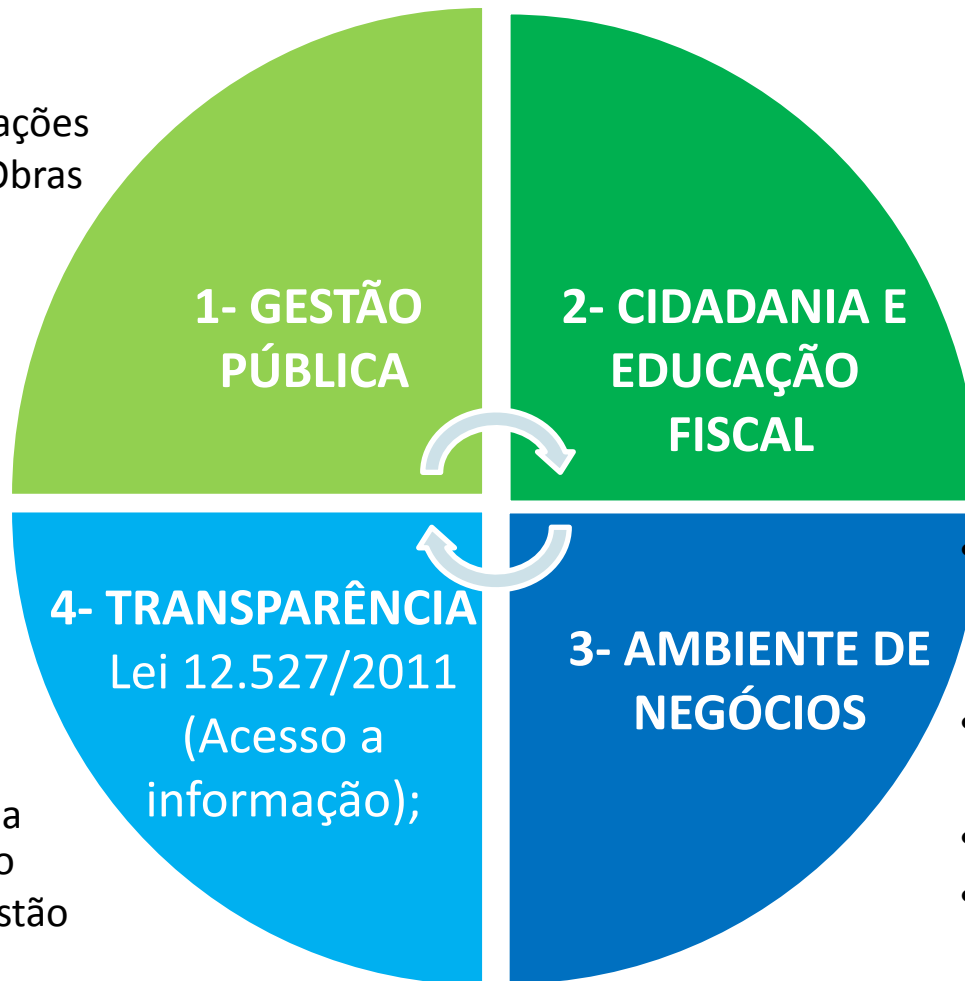 ações
Obras
1- GESTÃO
PÚBLICA
2- CIDADANIA E
EDUCAÇÃO
FISCAL
4- TRANSPARÊNCIA
Lei 12.527/2011
(Acesso a
informação);
3- AMBIENTE DE
NEGÓCIOS
a
o
stão